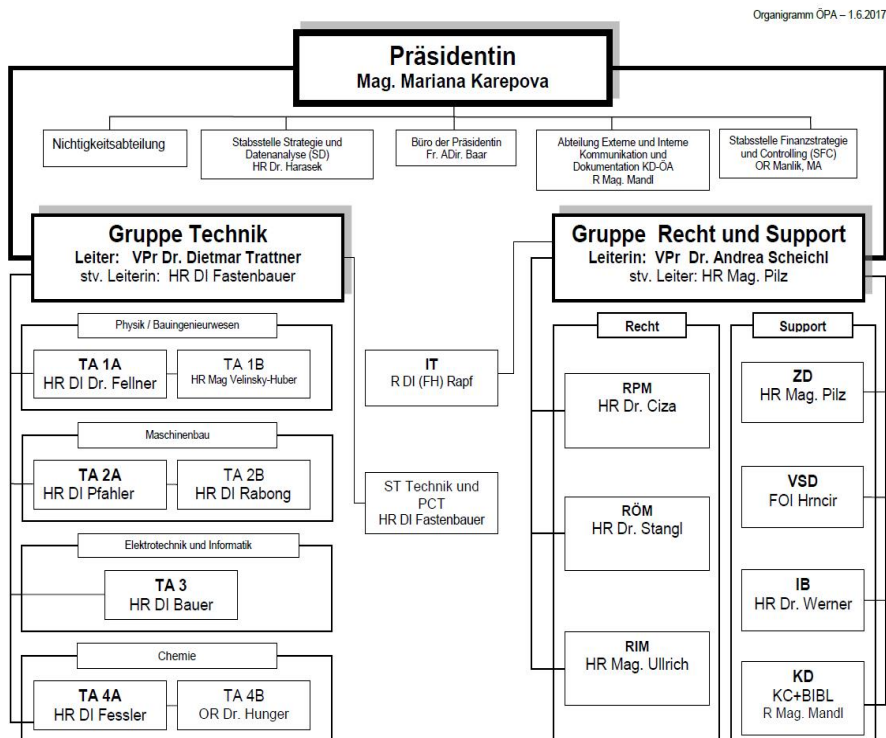 Organigramm ÖPA – 1.6.2017
Präsidentin
Mag. Mariana Karepova
Nichtigkeitsabteilung
Stabsstelle Strategie und
Datenanalyse (SD)
HR Dr. Harasek
Büro der Präsidentin
Fr. ADir. Baar
Abteilung Externe und Interne
Kommunikation und
Dokumentation KD-ÖA
R Mag. Mandl
Stabsstelle Finanzstrategie
und Controlling (SFC)
OR Manlik, MA
Gruppe Technik
Leiter: VPr Dr. Dietmar Trattner
stv. Leiterin: HR DI Fastenbauer
Physik / Bauingenieurwesen
TA 1A
HR DI Dr. Fellner
TA 1B
HR Mag Velinsky-Huber
Maschinenbau
TA 2A
HR DI Pfahler
TA 2B
HR DI Rabong
Elektrotechnik und Informatik
TA 3
HR DI Bauer
Chemie
TA 4A
HR DI Fessler
TA 4B
OR Dr. Hunger
IT
R DI (FH) Rapf
ST Technik und
PCT
HR DI Fastenbauer
Gruppe Recht und Support
Leiterin: VPr Dr. Andrea Scheichl
stv. Leiter: HR Mag. Pilz
Recht
RPM
HR Dr. Ciza
RÖM
HR Dr. Stangl
RIM
HR Mag. Ullrich
Support
ZD
HR Mag. Pilz
VSD
FOI Hrncir
IB
HR Dr. Werner
KD
KC+BIBL
R Mag. Mandl